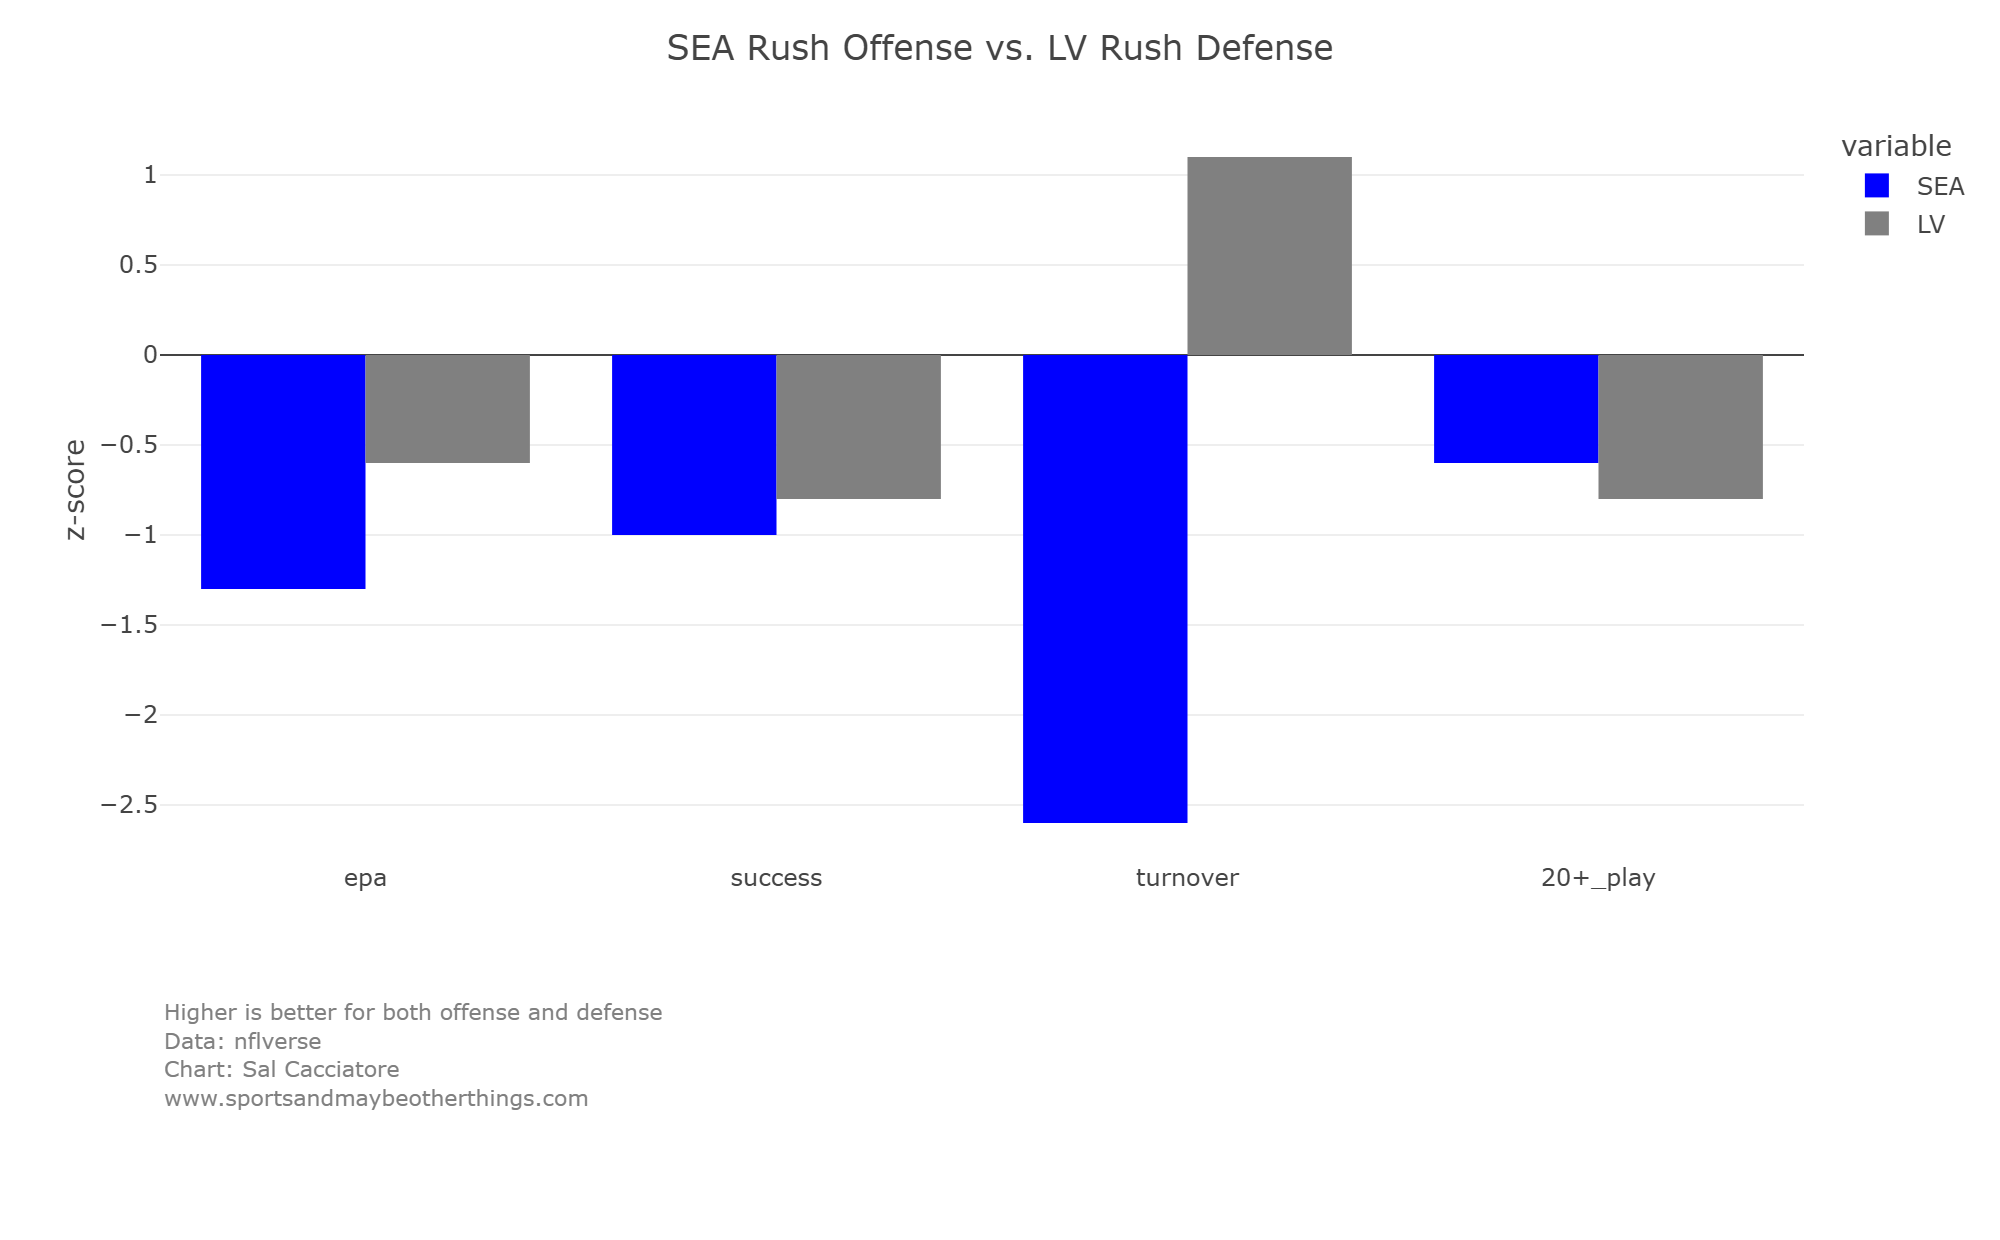 SEA Rush Offense vs. LV Rush Defense
variable
SEA
LV
1
0.5
0
−0.5
−1
−1.5
−2
−2.5
z-score
epa
success
turnover
20+_play
Higher is better for both offense and defense
Data: nflverse
Chart: Sal Cacciatore
www.sportsandmaybeotherthings.com